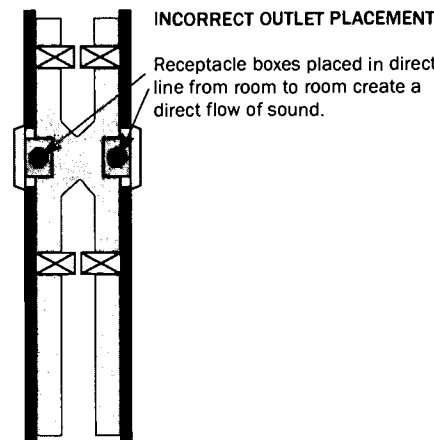 INCORRECT OUTLET PLACEMENT
Receptacle boxes placed in direct
line from room to room create a
direct flow of sound.